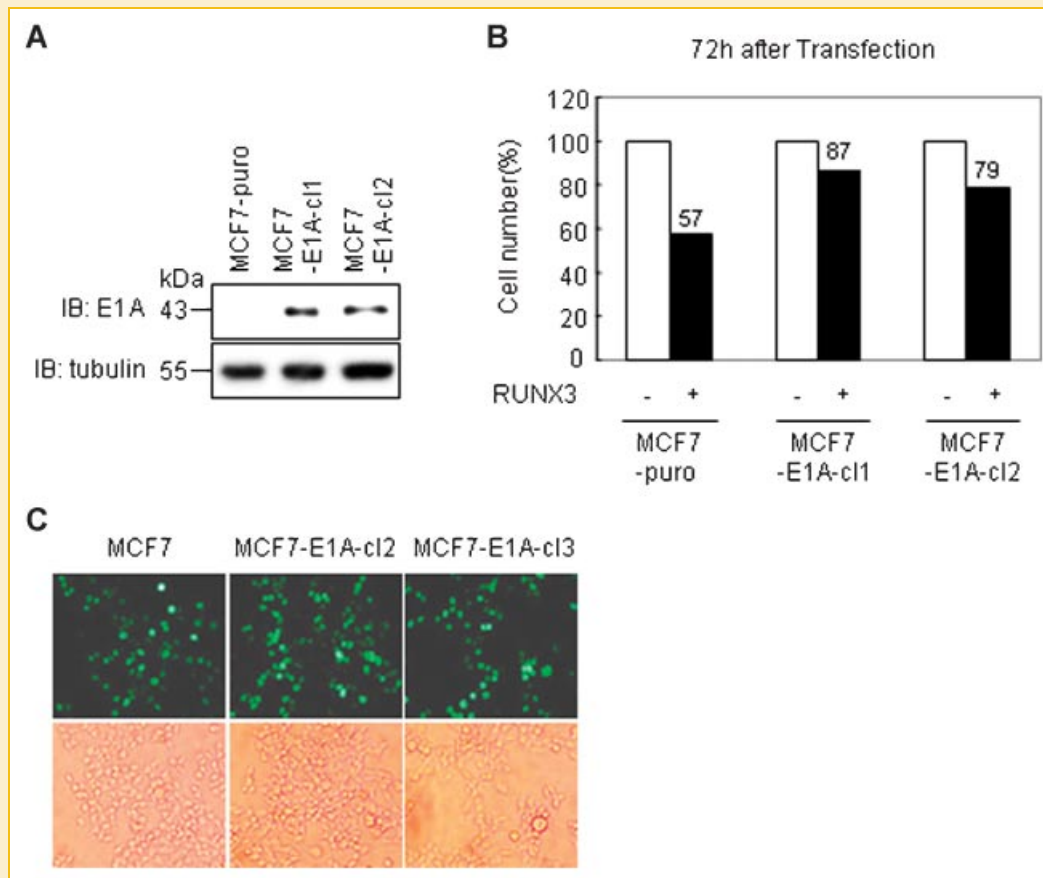 A
MCF7-puro
MCF7
-E1A-cl1
MCF7
-E1A-cl2
kDa
IB: E1A 43
IB: tubulin 55
B
72h after Transfection
Cell number(%)
120
100
80
60
40
20
0
57
87
79
RUNX3 - + - + - +
MCF7
-puro
MCF7
-E1A-cl1
MCF7
-E1A-cl2
C
MCF7 MCF7-E1A-cl2 MCF7-E1A-cl3